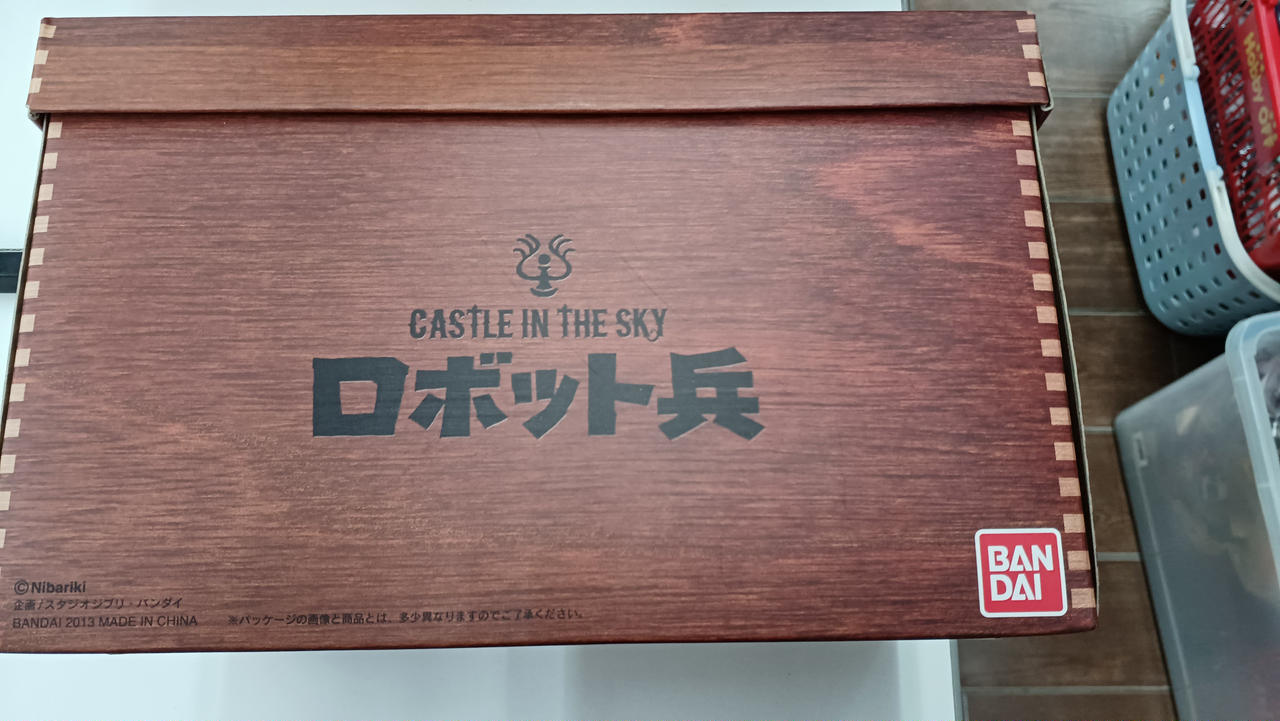 CASTLE IN THE SKY
ロボット兵
BAN
DAI
©Nibariki
企画/スタジオジブリ・バンダイ
BANDAI 2013 MADE IN CHINA
※パッケージの画像と商品とは、多少異なりますのでご了承ください。